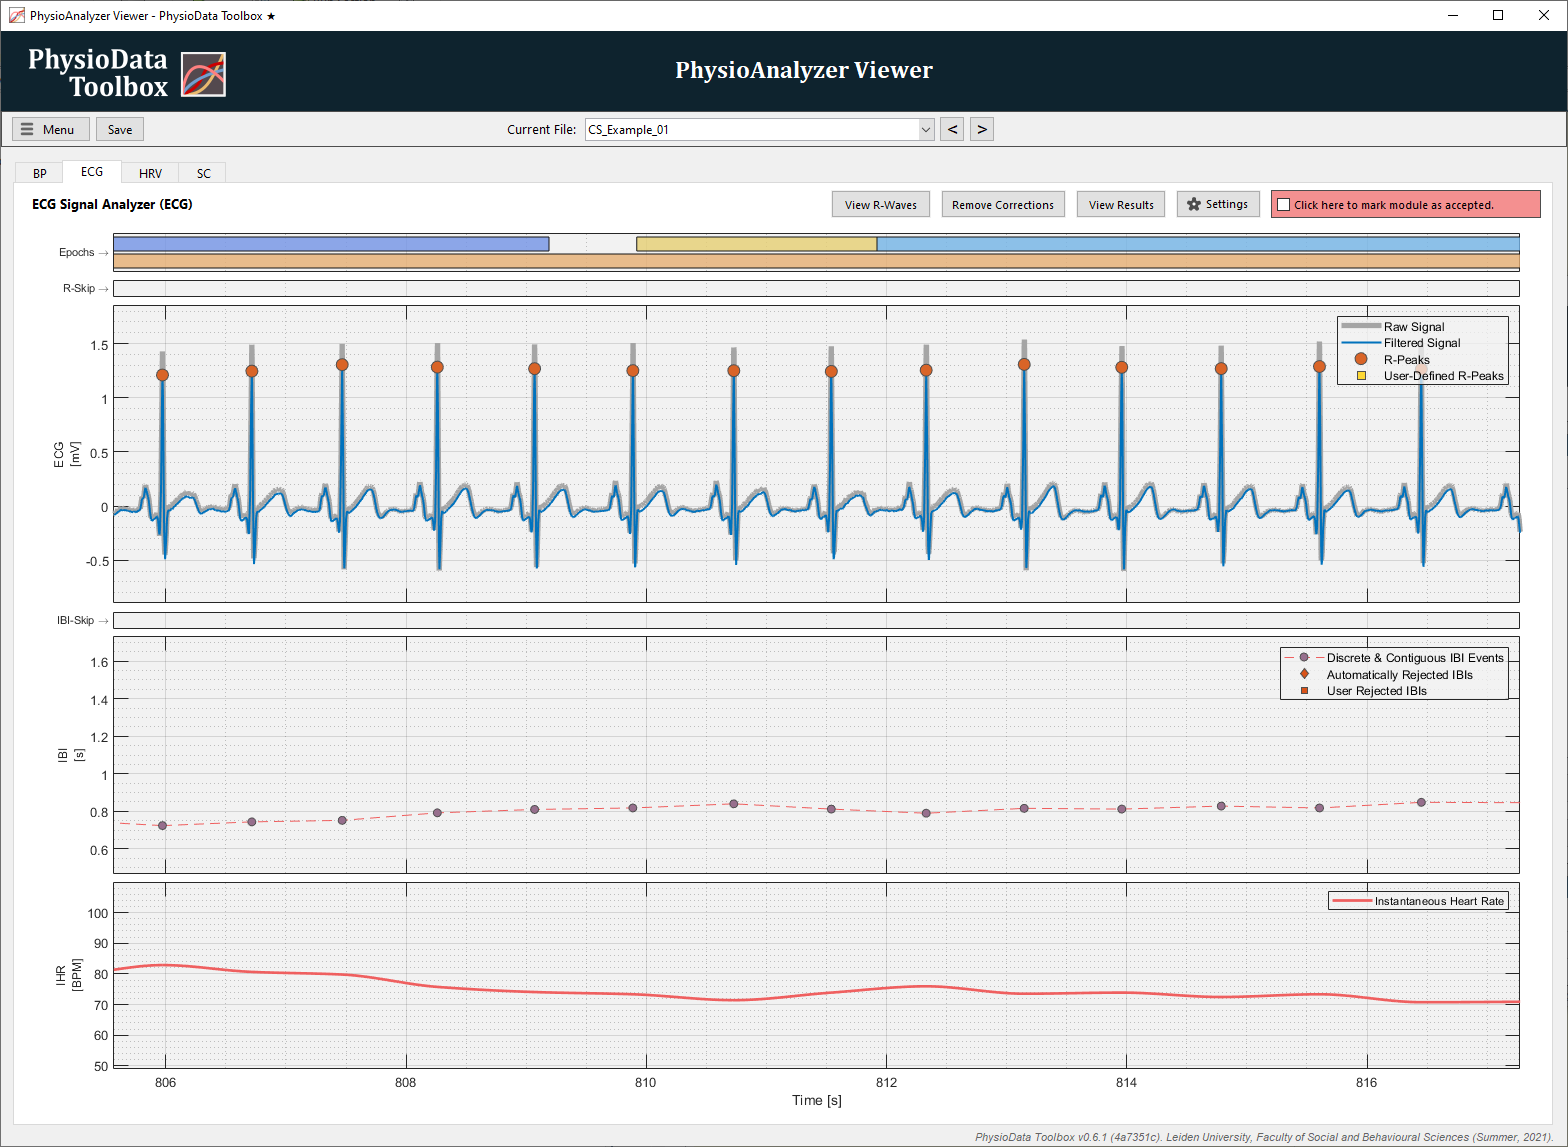 PhysioAnalyzer Viewer - PhysioData Toolbox ★
PhysioData
Toolbox
PhysioAnalyzer Viewer
Menu
Save
Current File:
CS_Example_01
<
>
BP
ECG
HRV
SC
ECG Signal Analyzer (ECG)
View R-Waves
Remove Corrections
View Results
Settings
Click here to mark module as accepted.
Epochs →
R-Skip →
1.5
1
0.5
0
-0.5
ECG
[mV]
Raw Signal
Filtered Signal
R-Peaks
User-Defined R-Peaks
IBI-Skip →
1.6
1.4
1.2
1
0.8
0.6
IBI
[s]
Discrete & Contiguous IBI Events
Automatically Rejected IBIs
User Rejected IBIs
100
90
80
70
60
50
IHR
[BPM]
Instantaneous Heart Rate
806
808
810
812
814
816
Time [s]
PhysioData Toolbox v0.6.1 (4a7351c). Leiden University, Faculty of Social and Behavioural Sciences (Summer, 2021).